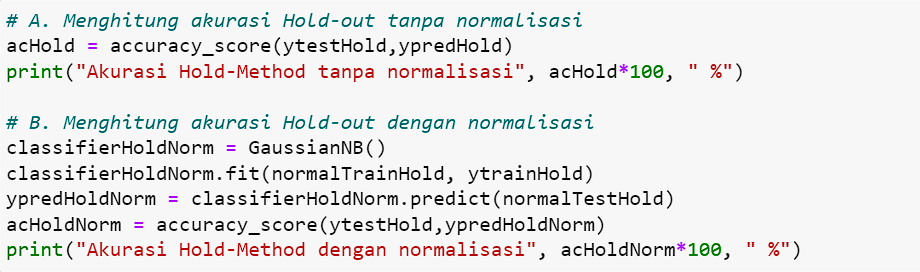 # A. Menghitung akurasi Hold-out tanpa normalisasi
acHold = accuracy_score(ytestHold,ypredHold)
print("Akurasi Hold-Method tanpa normalisasi", acHold*100, " %")

# B. Menghitung akurasi Hold-out dengan normalisasi
classifierHoldNorm = GaussianNB()
classifierHoldNorm.fit(normalTrainHold, ytrainHold)
ypredHoldNorm = classifierHoldNorm.predict(normalTestHold)
acHoldNorm = accuracy_score(ytestHold,ypredHoldNorm)
print("Akurasi Hold-Method dengan normalisasi", acHoldNorm*100, " %")